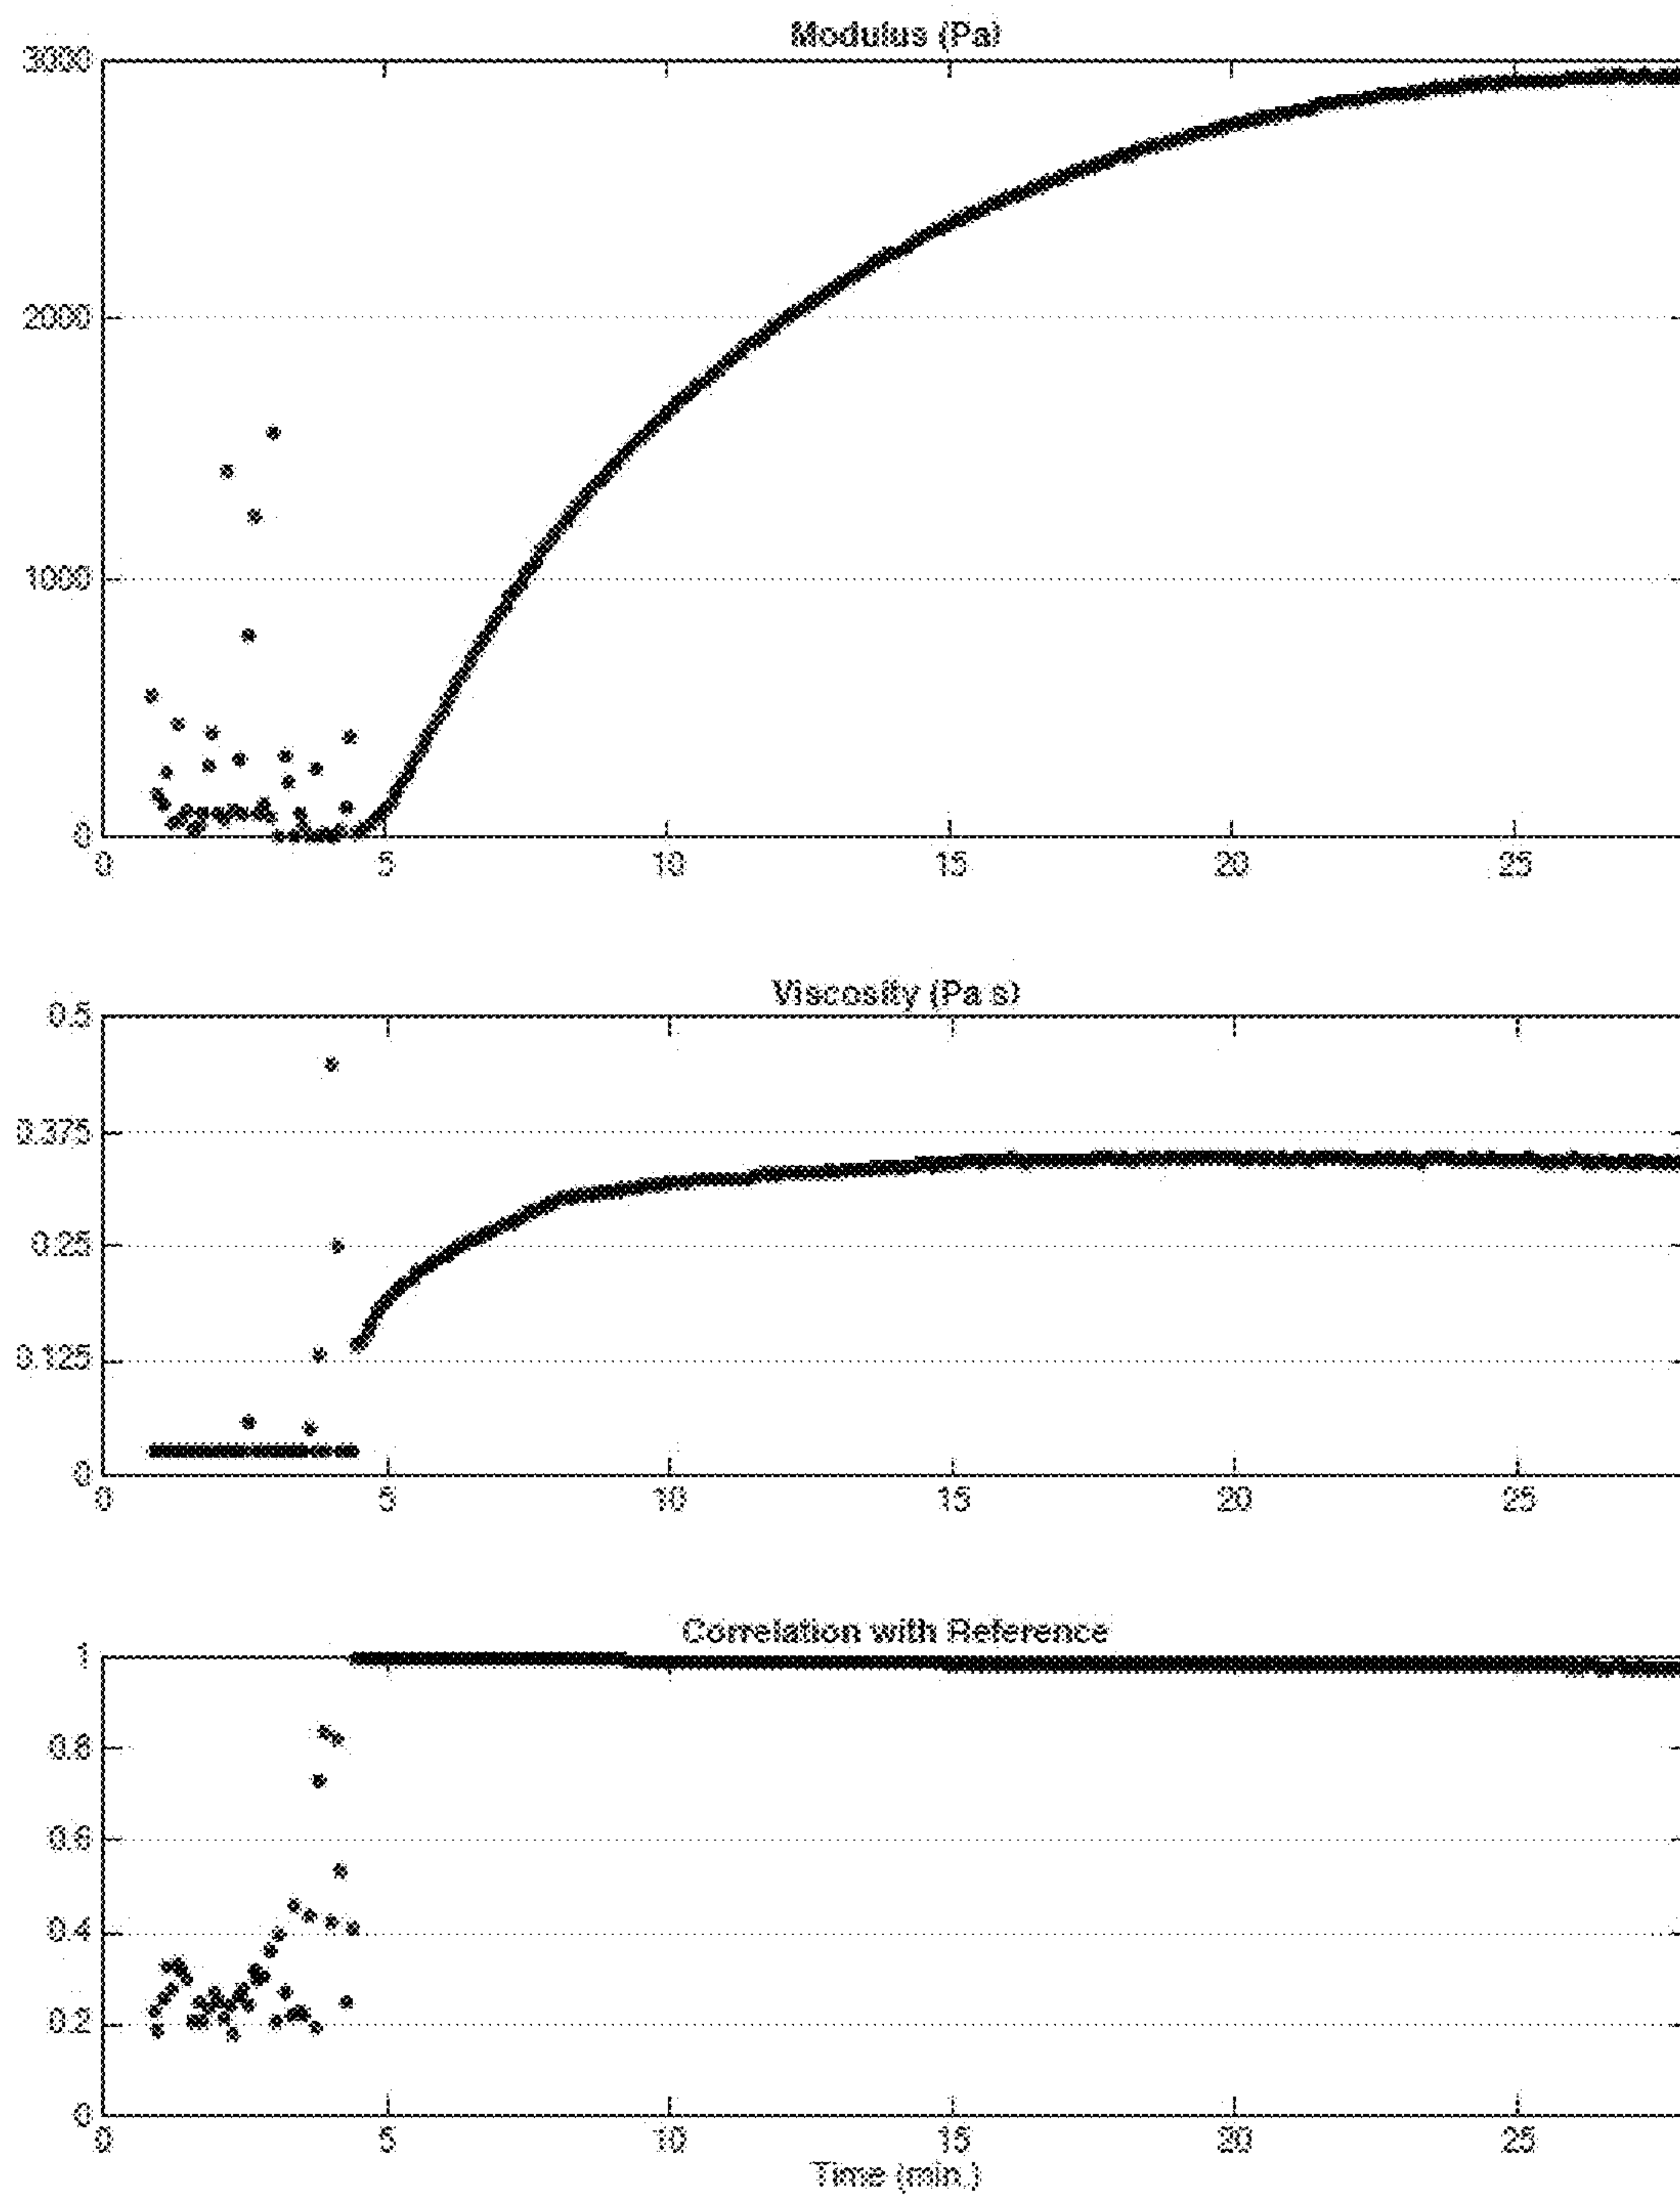 Modulus (Pa)
3000
2000
1000
0
0 5 10 15 20 25
Viscosity (Pa s)
0.5
0.375
0.25
0.125
0
0 5 10 15 20 25
Correlation with Reference
1
0.8
0.6
0.4
0.2
0
0 5 10 15 20 25
Time (min.)